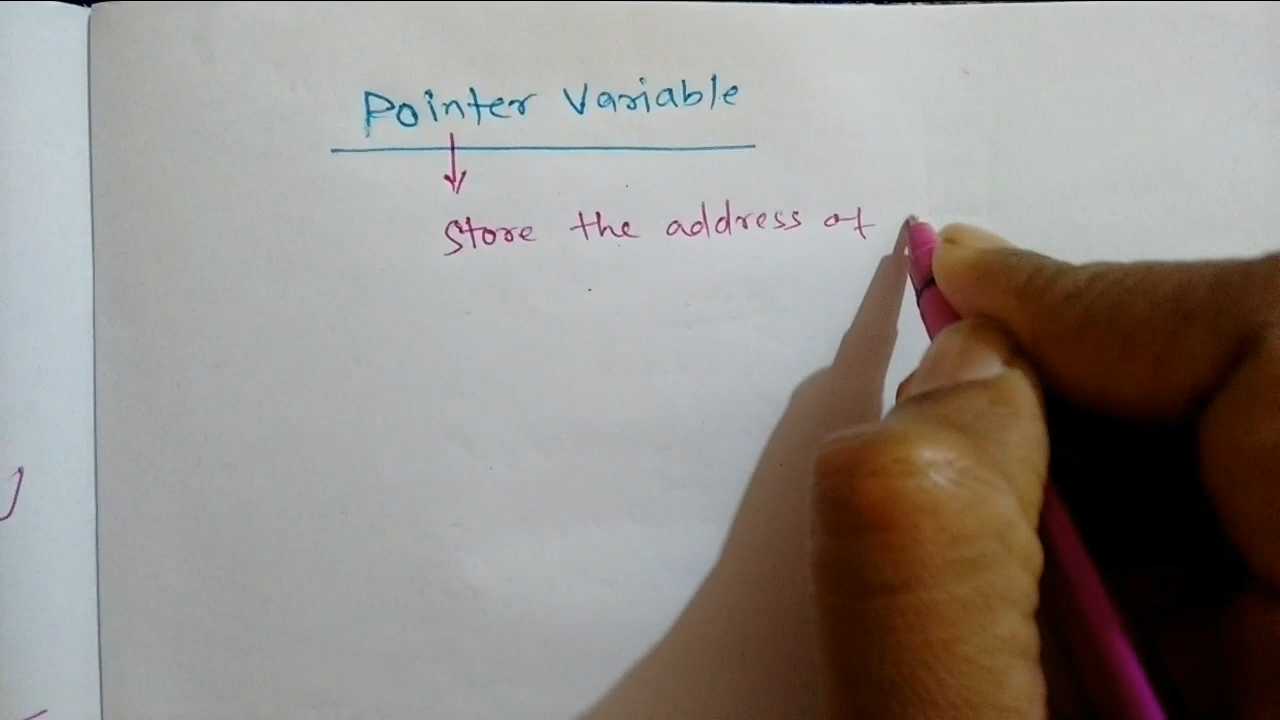 Pointer Variable
Store the address of